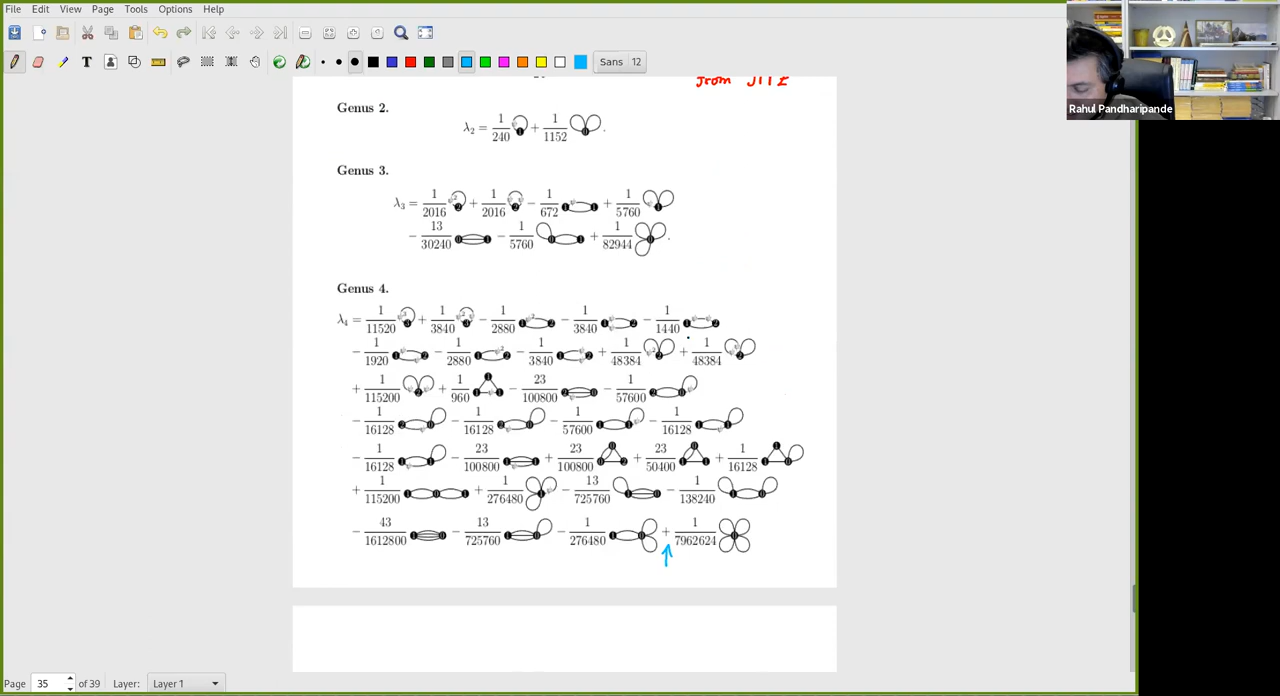 File Edit View Page Tools Options Help
Sans 12
Rahul Pandharipande
from
Genus 2.
λ₂ = 1/240 + 1/1152 .
Genus 3.
λ₃ = 1/2016 + 1/2016 − 1/672 + 1/5760
− 13/30240 − 1/5760 + 1/82944 .
Genus 4.
λ₄ = 1/11520 + 1/3840 − 1/2880 − 1/3840 − 1/1440
− 1/1920 − 1/2880 − 1/3840 + 1/48384 + 1/48384
+ 1/115200 + 1/960 − 23/100800 − 1/57600
− 1/16128 − 1/16128 − 1/57600 − 1/16128
− 1/16128 − 23/100800 + 23/100800 + 23/50400 + 1/16128
+ 1/115200 + 1/276480 − 13/725760 − 1/138240
− 43/1612800 − 13/725760 − 1/276480 + 1/7962624
Page 35 of 39 Layer: Layer 1